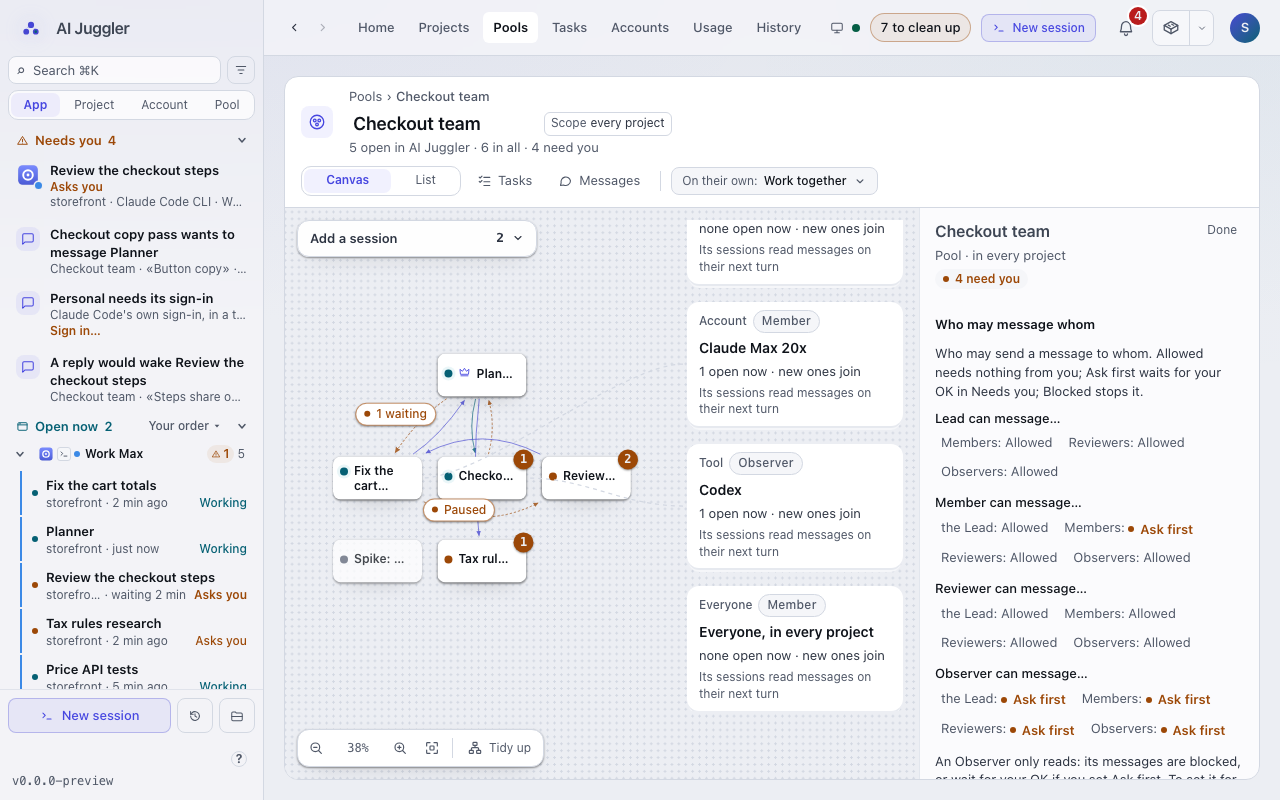 AI Juggler
Search ⌘K
App Project Account Pool
Needs you 4
Review the checkout steps
Asks you
storefront · Claude Code CLI · W...
Checkout copy pass wants to
message Planner
Checkout team · «Button copy» ·...
Personal needs its sign-in
Claude Code's own sign-in, in a t...
Sign in...
A reply would wake Review the
checkout steps
Checkout team · «Steps share o...
Open now 2 Your order
Work Max 1 5
Fix the cart totals
storefront · 2 min ago Working
Planner
storefront · just now Working
Review the checkout steps
storefro... · waiting 2 min Asks you
Tax rules research
storefront · 2 min ago Asks you
Price API tests
storefront · 5 min ago Working
New session
?
v0.0.0-preview
Home Projects Pools Tasks Accounts Usage History 7 to clean up New session 4 S
Pools › Checkout team
Checkout team Scope every project
5 open in AI Juggler · 6 in all · 4 need you
Canvas List Tasks Messages On their own: Work together
Add a session 2
Plan...
1 waiting
Fix the
cart...
Checko... 1
Review... 2
Paused
Spike: ...
Tax rul... 1
38% Tidy up
none open now · new ones join
Its sessions read messages on
their next turn
Account Member
Claude Max 20x
1 open now · new ones join
Its sessions read messages on
their next turn
Tool Observer
Codex
1 open now · new ones join
Its sessions read messages on
their next turn
Everyone Member
Everyone, in every project
none open now · new ones join
Its sessions read messages on
their next turn
Checkout team Done
Pool · in every project
4 need you
Who may message whom
Who may send a message to whom. Allowed
needs nothing from you; Ask first waits for your
OK in Needs you; Blocked stops it.
Lead can message...
Members: Allowed Reviewers: Allowed
Observers: Allowed
Member can message...
the Lead: Allowed Members: Ask first
Reviewers: Allowed Observers: Allowed
Reviewer can message...
the Lead: Allowed Members: Allowed
Reviewers: Allowed Observers: Allowed
Observer can message...
the Lead: Ask first Members: Ask first
Reviewers: Ask first Observers: Ask first
An Observer only reads: its messages are blocked,
or wait for your OK if you set Ask first. To set it for